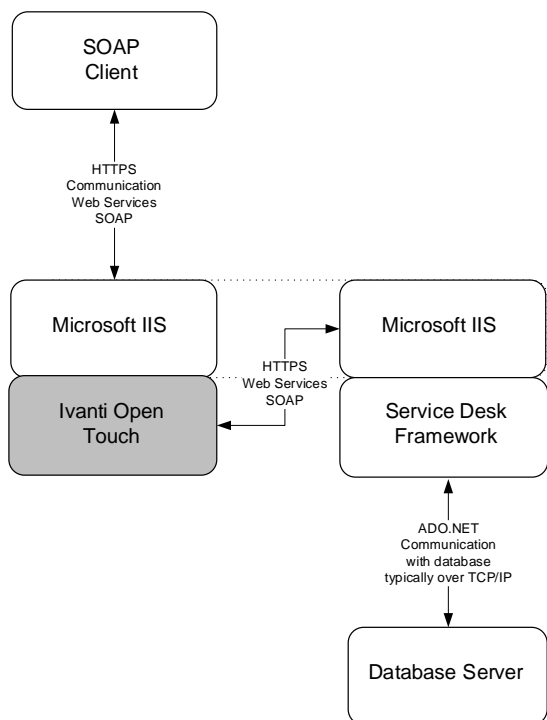 SOAP
Client
HTTPS
Communication
Web Services
SOAP
Microsoft IIS
Microsoft IIS
HTTPS
Web Services
SOAP
Ivanti Open
Touch
Service Desk
Framework
ADO.NET
Communication
with database
typically over TCP/IP
Database Server